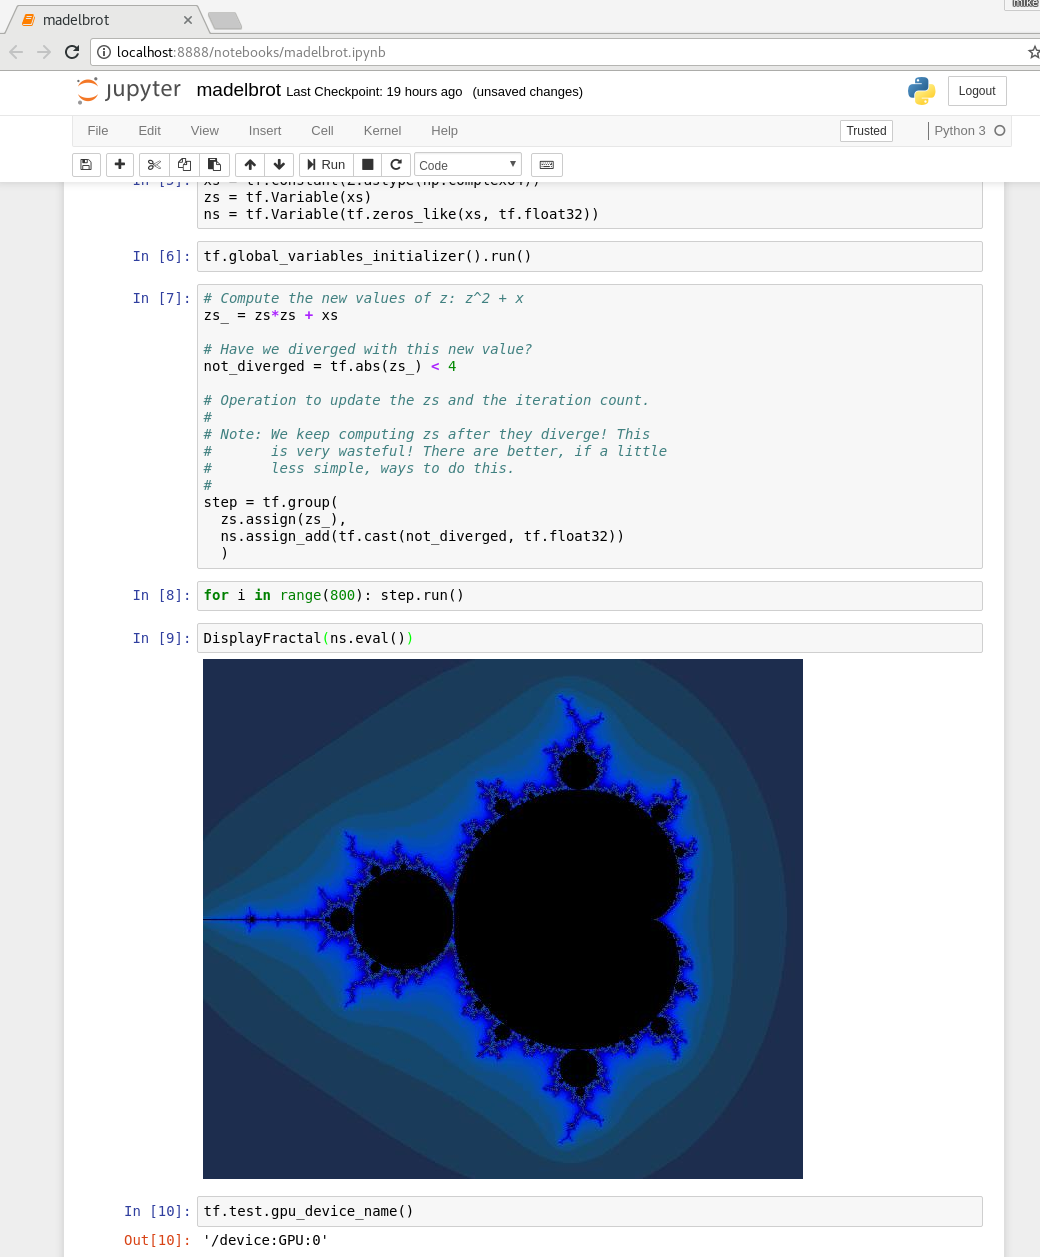 mike
madelbrot
localhost:8888/notebooks/madelbrot.ipynb
jupyter madelbrot Last Checkpoint: 19 hours ago (unsaved changes) Logout
File Edit View Insert Cell Kernel Help Trusted Python 3
Run Code
In [5]: xs = tf.constant(Z.astype(np.complex64))
zs = tf.Variable(xs)
ns = tf.Variable(tf.zeros_like(xs, tf.float32))
In [6]: tf.global_variables_initializer().run()
In [7]: # Compute the new values of z: z^2 + x
zs_ = zs*zs + xs
# Have we diverged with this new value?
not_diverged = tf.abs(zs_) < 4
# Operation to update the zs and the iteration count.
#
# Note: We keep computing zs after they diverge! This
#       is very wasteful! There are better, if a little
#       less simple, ways to do this.
#
step = tf.group(
  zs.assign(zs_),
  ns.assign_add(tf.cast(not_diverged, tf.float32))
  )
In [8]: for i in range(800): step.run()
In [9]: DisplayFractal(ns.eval())
In [10]: tf.test.gpu_device_name()
Out[10]: '/device:GPU:0'